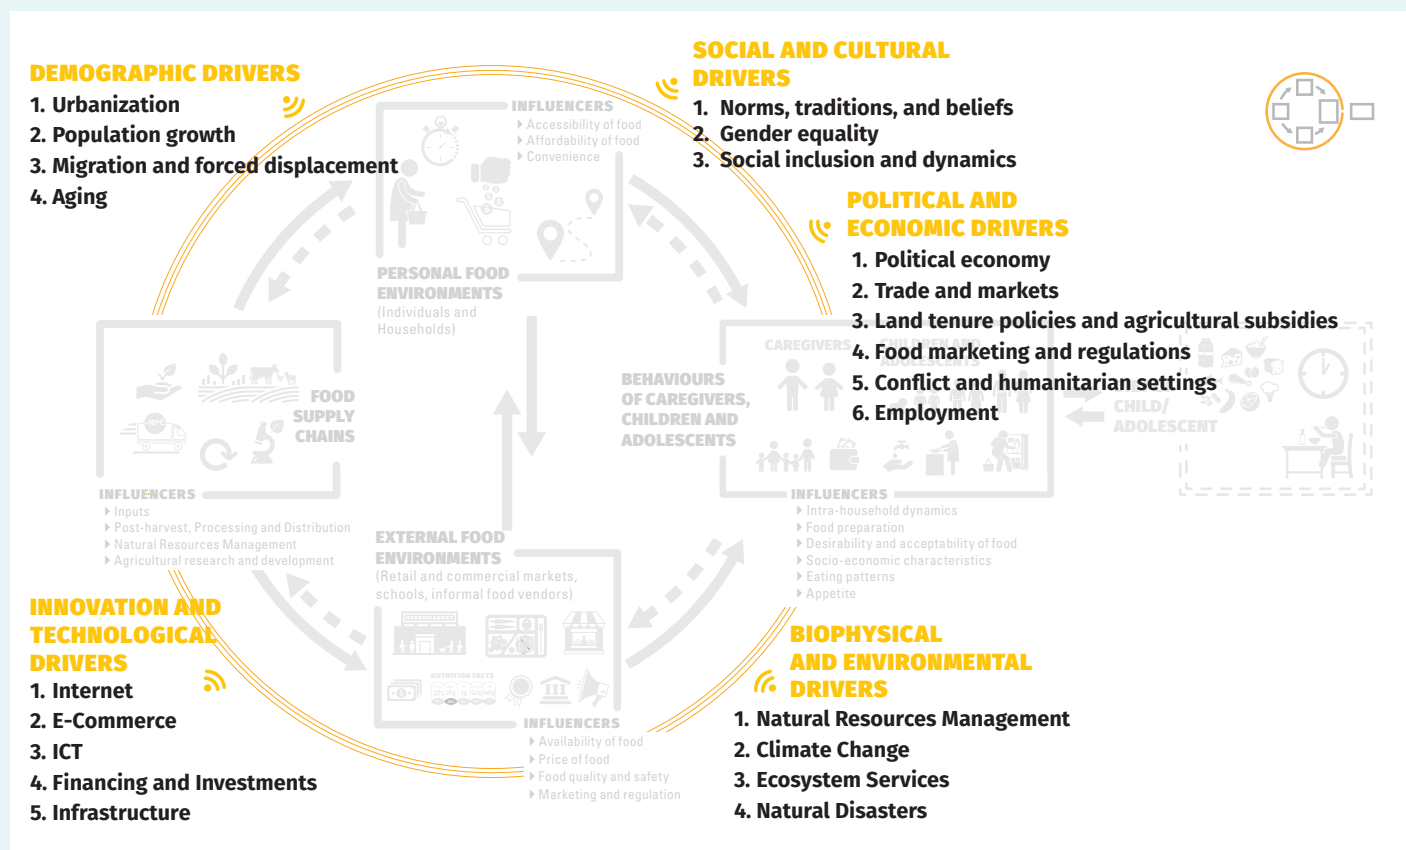 DEMOGRAPHIC DRIVERS
1. Urbanization
2. Population growth
3. Migration and forced displacement
4. Aging
SOCIAL AND CULTURAL
DRIVERS
1. Norms, traditions, and beliefs
2. Gender equality
3. Social inclusion and dynamics
POLITICAL AND
ECONOMIC DRIVERS
1. Political economy
2. Trade and markets
3. Land tenure policies and agricultural subsidies
4. Food marketing and regulations
5. Conflict and humanitarian settings
6. Employment
INFLUENCERS
Accessibility of food
Affordability of food
Convenience
PERSONAL FOOD
ENVIRONMENTS
(Individuals and
Households)
FOOD
SUPPLY
CHAINS
-10°C
INFLUENCERS
Inputs
Post-harvest, Processing and Distribution
Natural Resources Management
Agricultural research and development
BEHAVIOURS
OF CAREGIVERS,
CHILDREN AND
ADOLESCENTS
CAREGIVERS
CHILDREN AND
ADOLESCENTS
CHILD/
ADOLESCENT
INFLUENCERS
Intra-household dynamics
Food preparation
Desirability and acceptability of food
Socio-economic characteristics
Eating patterns
Appetite
EXTERNAL FOOD
ENVIRONMENTS
(Retail and commercial markets,
schools, informal food vendors)
NUTRITION FACTS
INFLUENCERS
Availability of food
Price of food
Food quality and safety
Marketing and regulation
INNOVATION AND
TECHNOLOGICAL
DRIVERS
1. Internet
2. E-Commerce
3. ICT
4. Financing and Investments
5. Infrastructure
BIOPHYSICAL
AND ENVIRONMENTAL
DRIVERS
1. Natural Resources Management
2. Climate Change
3. Ecosystem Services
4. Natural Disasters